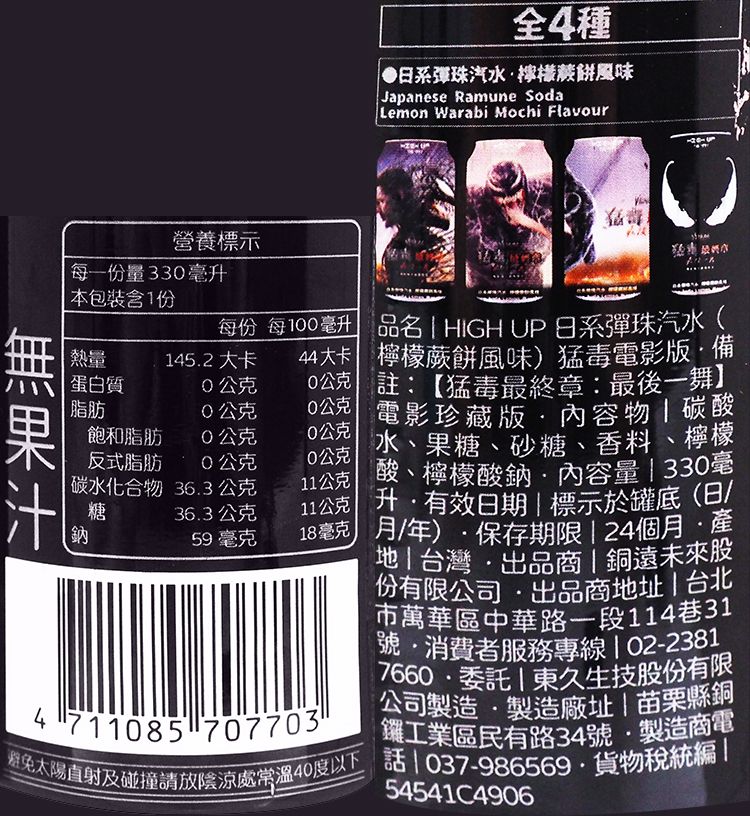 全4種
●日系彈珠汽水·檸檬蕨餅風味
Japanese Ramune Soda
Lemon Warabi Mochi Flavour
品名 | HIGH UP 日系彈珠汽水（
檸檬蕨餅風味）猛毒電影版·備
註：【猛毒最終章：最後一舞】
電影珍藏版·內容物 | 碳酸
水、果糖、砂糖、香料、檸檬
酸、檸檬酸鈉·內容量 | 330毫
升·有效日期 | 標示於罐底（日/
月/年）·保存期限 | 24個月·產
地 | 台灣·出品商 | 銅遠未來股
份有限公司·出品商地址 | 台北
市萬華區中華路一段114巷31
號·消費者服務專線 | 02-2381
7660·委託 | 東久生技股份有限
公司製造·製造廠址 | 苗栗縣銅
鑼工業區民有路34號·製造商電
話 | 037-986569·貨物稅統編 |
54541C4906
無果汁
營養標示
每一份量 330 毫升
本包裝含1份
每份 每100毫升
熱量 145.2 大卡 44大卡
蛋白質 0 公克 0公克
脂肪 0 公克 0公克
飽和脂肪 0 公克 0公克
反式脂肪 0 公克 0公克
碳水化合物 36.3 公克 11公克
糖 36.3 公克 11公克
鈉 59 毫克 18毫克
4 711085 707703
避免太陽直射及碰撞請放陰涼處常溫40度以下